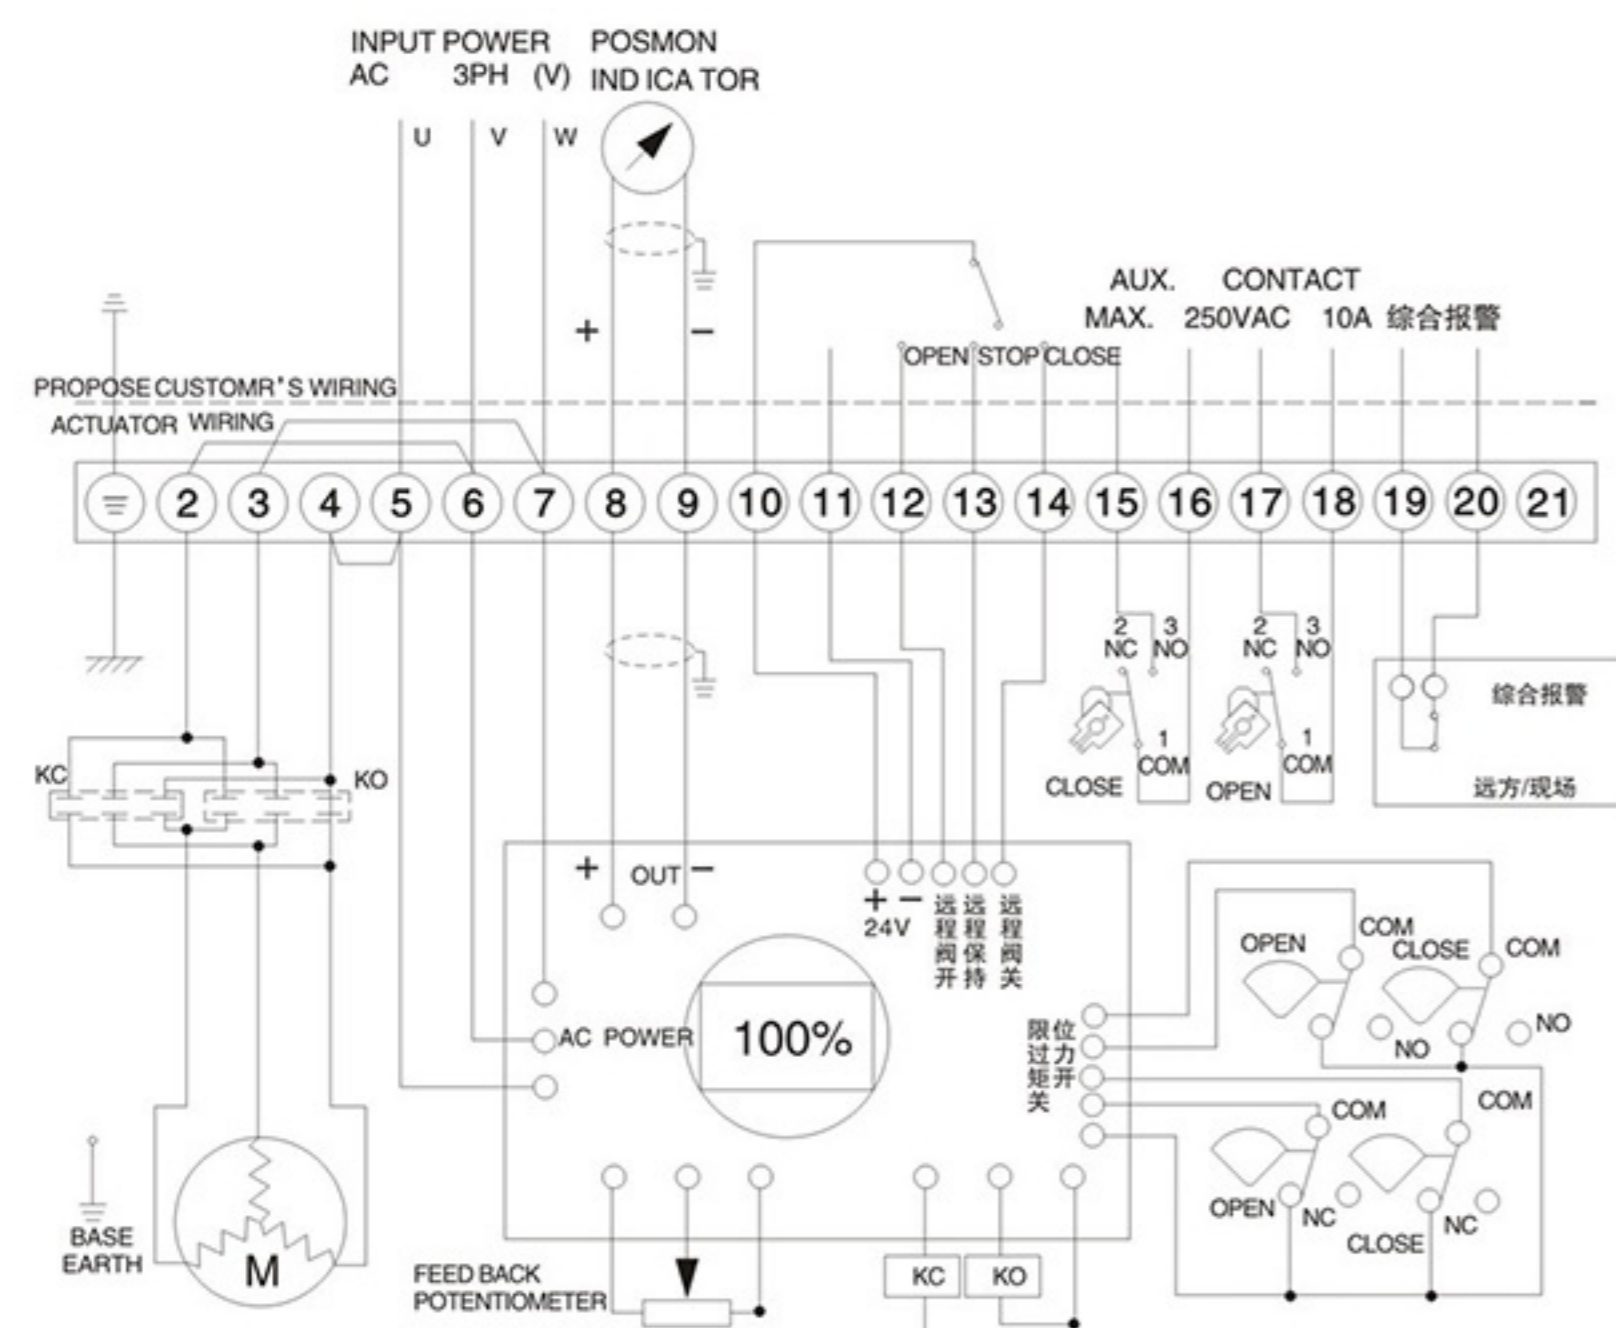 INPUT POWER
AC 3PH (V)
POSMON
INDICA TOR
U V W
+ −
AUX. CONTACT
MAX. 250VAC 10A 综合报警
OPEN STOP CLOSE
PROPOSE CUSTOMR'S WIRING
ACTUATOR WIRING
2 3 4 5 6 7 8 9 10 11 12 13 14 15 16 17 18 19 20 21
2 3
NC NO
1
COM
CLOSE
2 3
NC NO
1
COM
OPEN
综合报警
远方/现场
KC
KO
+ OUT −
+ −
24V
远程阀开
远程保持
远程阀关
AC POWER
100%
限位
过力
矩开
关
OPEN
COM
CLOSE
COM
NO
NO
COM
COM
OPEN
NC
CLOSE
NC
BASE
EARTH
M
FEED BACK
POTENTIOMETER
KC
KO